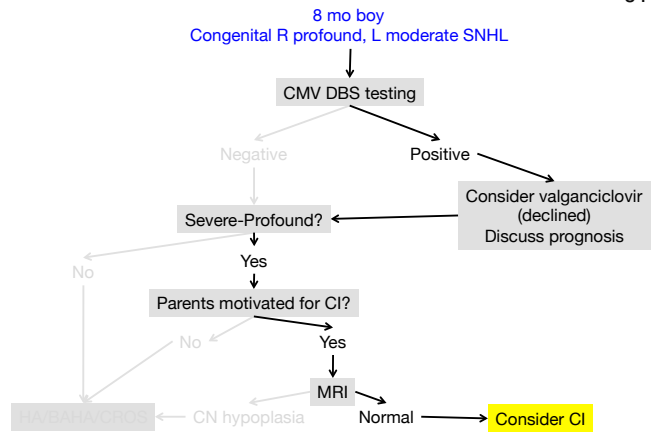 8 mo boy
Congenital R profound, L moderate SNHL
CMV DBS testing
Negative
Positive
Consider valganciclovir
(declined)
Discuss prognosis
Severe-Profound?
No
Yes
Parents motivated for CI?
No
Yes
MRI
HA/BAHA/CROS
CN hypoplasia
Normal
Consider CI